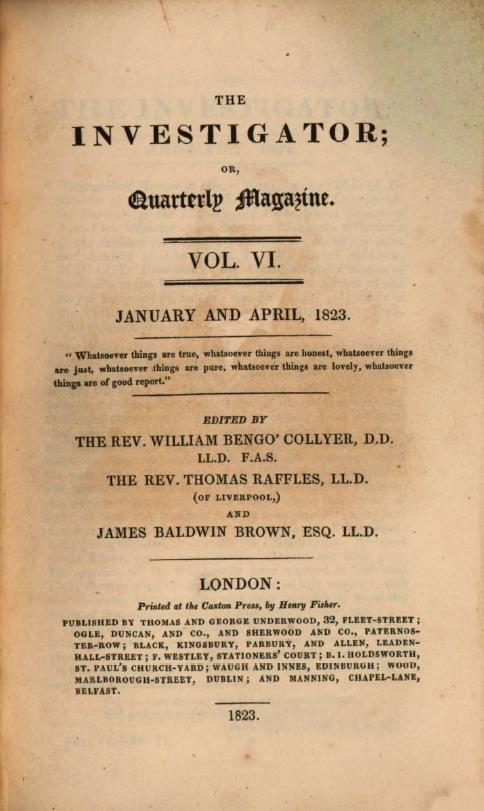 THE
INVESTIGATOR;
OR,
Quarterly Magazine.
VOL. VI.
JANUARY AND APRIL, 1823.
"Whatsoever things are true, whatsoever things are honest, whatsoever things
are just, whatsoever things are pure, whatsoever things are lovely, whatsoever
things are of good report."
EDITED BY
THE REV. WILLIAM BENGO' COLLYER, D.D.
LL.D. F.A.S.
THE REV. THOMAS RAFFLES, LL.D.
(OF LIVERPOOL,)
AND
JAMES BALDWIN BROWN, ESQ. LL.D.
LONDON:
Printed at the Caxton Press, by Henry Fisher.
PUBLISHED BY THOMAS AND GEORGE UNDERWOOD, 32, FLEET-STREET;
OGLE, DUNCAN, AND CO., AND SHERWOOD AND CO., PATERNOS-
TER-ROW; BLACK, KINGSBURY, PARBURY, AND ALLEN, LEADEN-
HALL-STREET; F. WESTLEY, STATIONERS' COURT; B. I. HOLDSWORTH,
ST. PAUL'S CHURCH-YARD; WAUGH AND INNES, EDINBURGH; WOOD,
MARLBOROUGH-STREET, DUBLIN; AND MANNING, CHAPEL-LANE,
BELFAST.
1823.